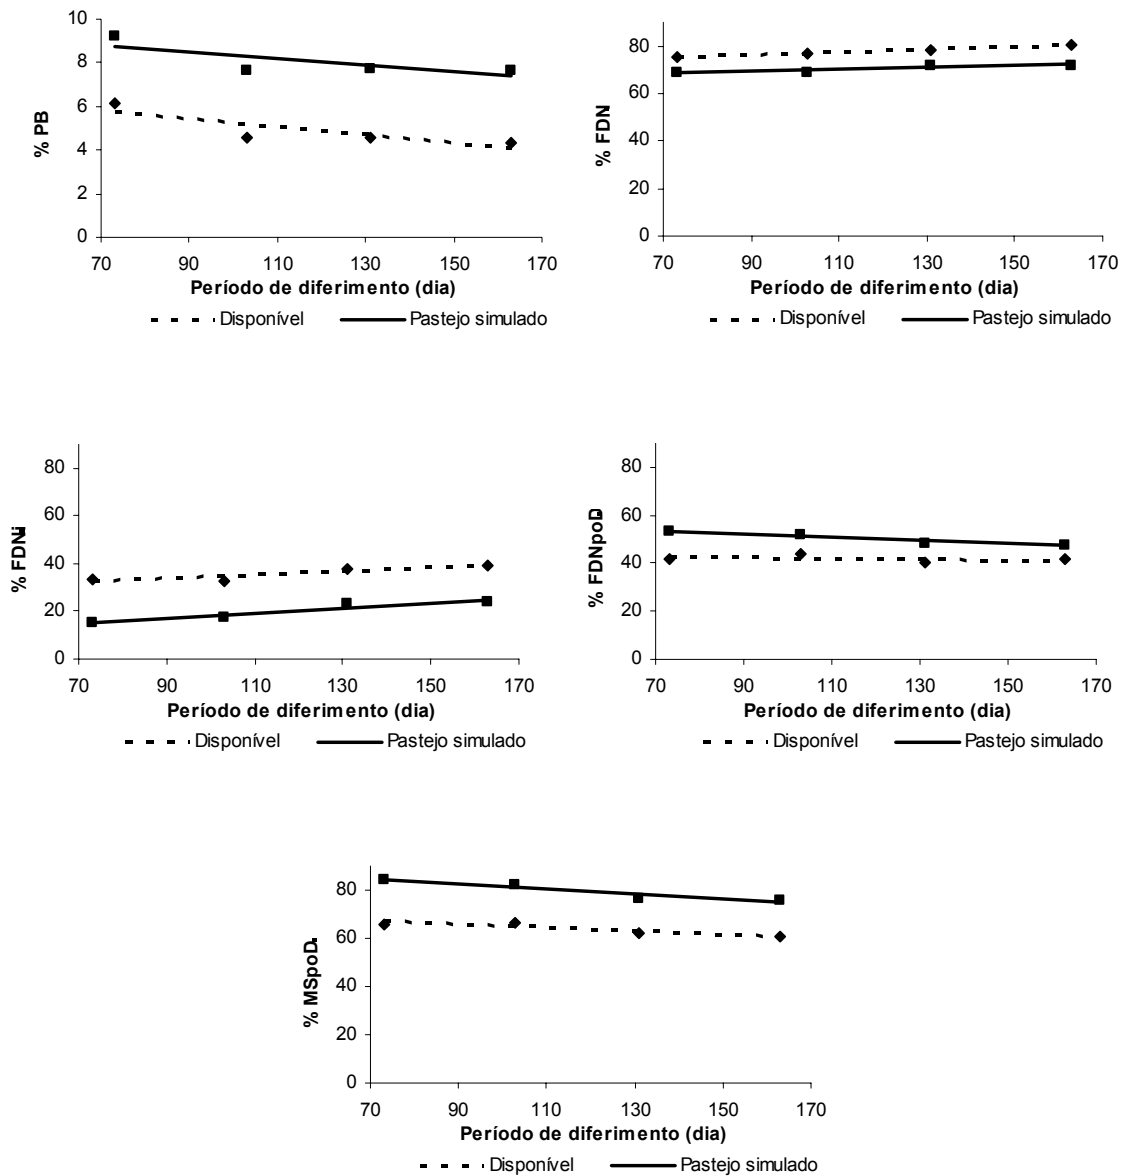 10
8
6
4
2
0
% PB
70 90 110 130 150 170
Período de diferimento (dia)
Disponível Pastejo simulado
80
60
40
20
0
% FDN
70 90 110 130 150 170
Período de diferimento (dia)
Disponível Pastejo simulado
80
60
40
20
0
% FDNi
70 90 110 130 150 170
Período de diferimento (dia)
Disponível Pastejo simulado
80
60
40
20
0
% FDNpoD
70 90 110 130 150 170
Período de diferimento (dia)
Disponível Pastejo simulado
80
60
40
20
0
% MSpoD
70 90 110 130 150 170
Período de diferimento (dia)
Disponível Pastejo simulado